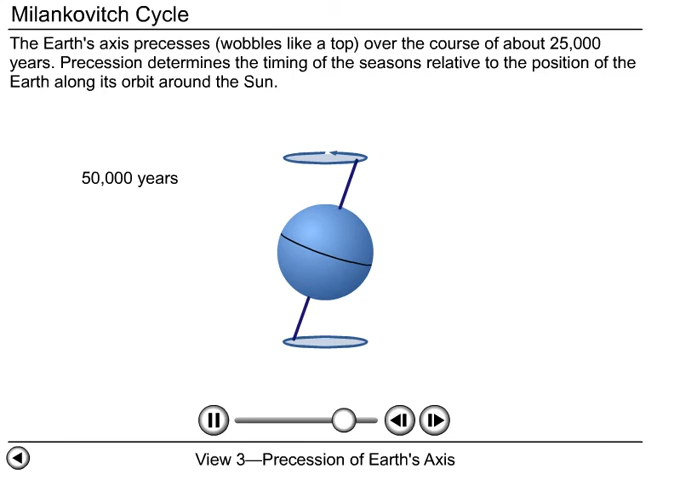 Milankovitch Cycle
The Earth's axis precesses (wobbles like a top) over the course of about 25,000
years. Precession determines the timing of the seasons relative to the position of the
Earth along its orbit around the Sun.
50,000 years
View 3—Precession of Earth's Axis